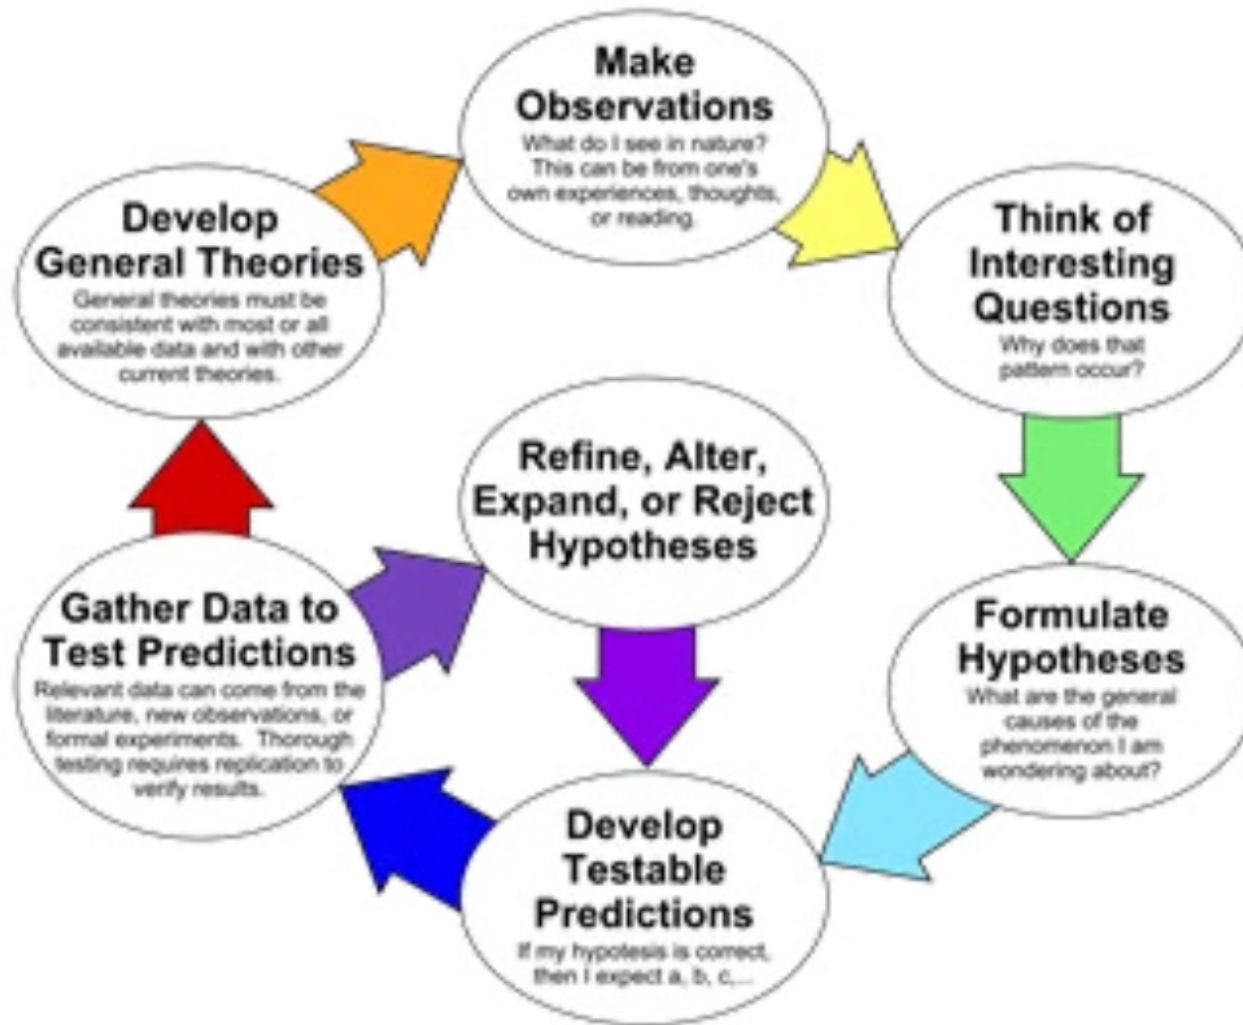 Make
Observations
What do I see in nature?
This can be from one's
own experiences, thoughts,
or reading.
Think of
Interesting
Questions
Why does that
pattern occur?
Formulate
Hypotheses
What are the general
causes of the
phenomenon I am
wondering about?
Develop
Testable
Predictions
If my hypotesis is correct,
then I expect a, b, c,...
Gather Data to
Test Predictions
Relevant data can come from the
literature, new observations, or
formal experiments. Thorough
testing requires replication to
verify results.
Refine, Alter,
Expand, or Reject
Hypotheses
Develop
General Theories
General theories must be
consistent with most or all
available data and with other
current theories.